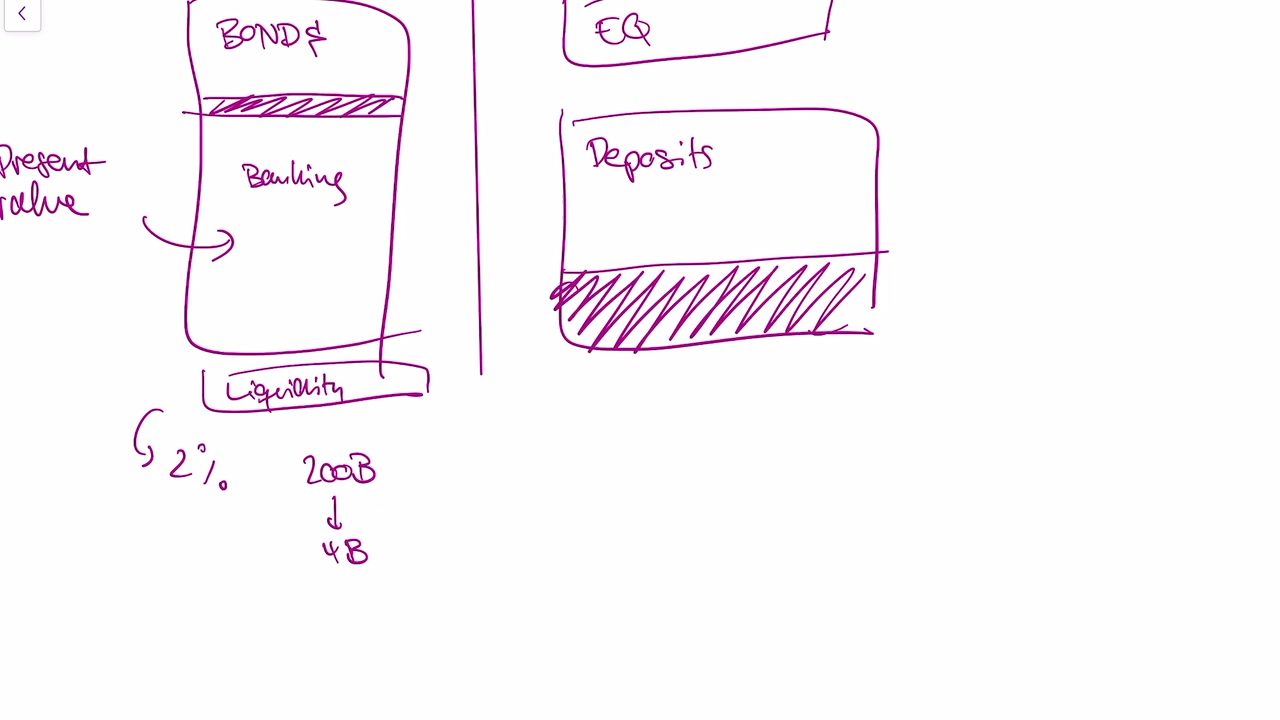 BONDS
EQ
Present
value
Banking
Deposits
Liquidity
2%
200B
4B